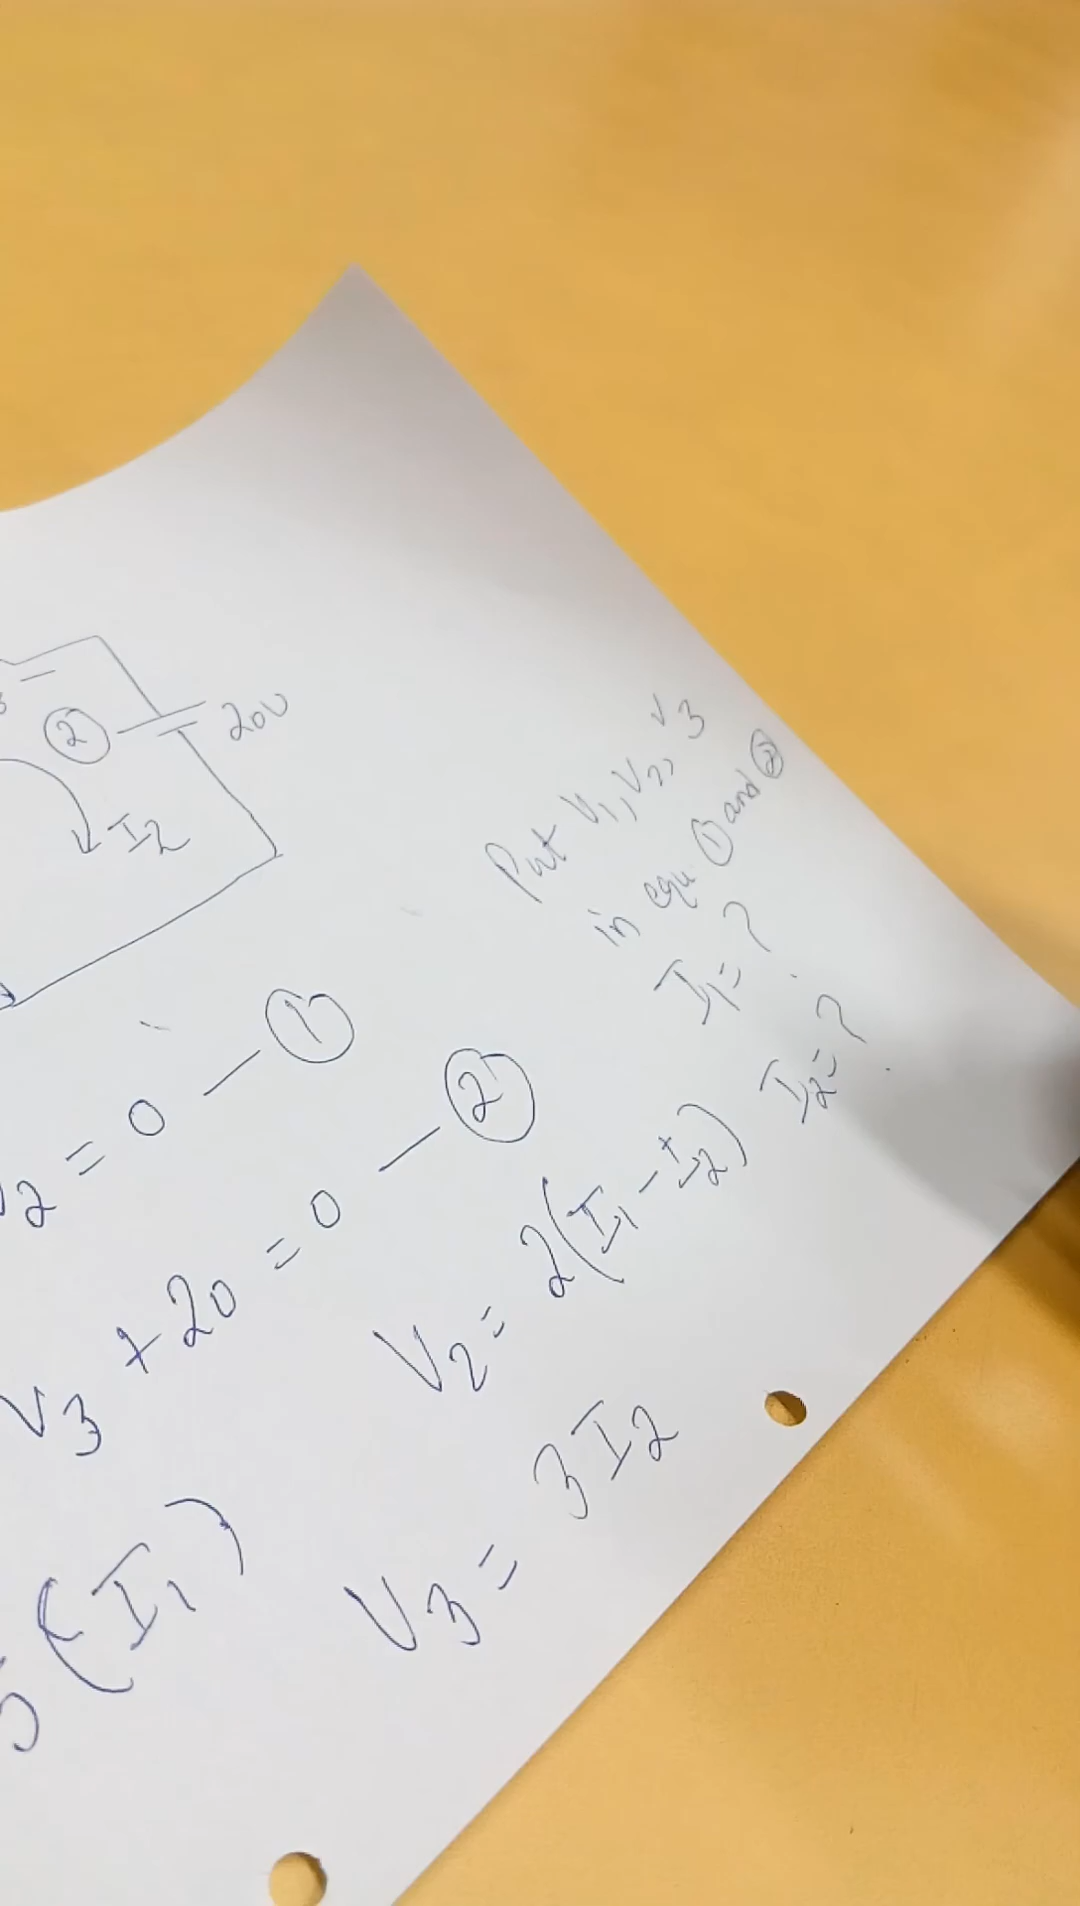 ② 20V
I2
Put V1, V2, V3
in equ ① and ②
I1 = ?
I2 = ?
2 = 0 — ①
V3 + 20 = 0 — ②
V2 = 2(I1 - I2)
5(I1)
V3 = 3I2